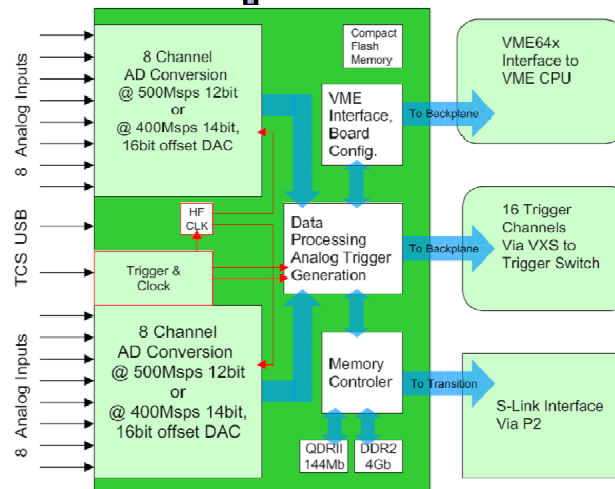 8 Analog Inputs
TCS USB
8 Analog Inputs
8 Channel
AD Conversion
@ 500Msps 12bit
or
@ 400Msps 14bit,
16bit offset DAC
HF
CLK
Trigger &
Clock
8 Channel
AD Conversion
@ 500Msps 12bit
or
@ 400Msps 14bit,
16bit offset DAC
Compact
Flash
Memory
VME
Interface,
Board
Config.
Data
Processing
Analog Trigger
Generation
Memory
Controler
QDRII
144Mb
DDR2
4Gb
To Backplane
To Backplane
To Transition
VME64x
Interface to
VME CPU
16 Trigger
Channels
Via VXS to
Trigger Switch
S-Link Interface
Via P2